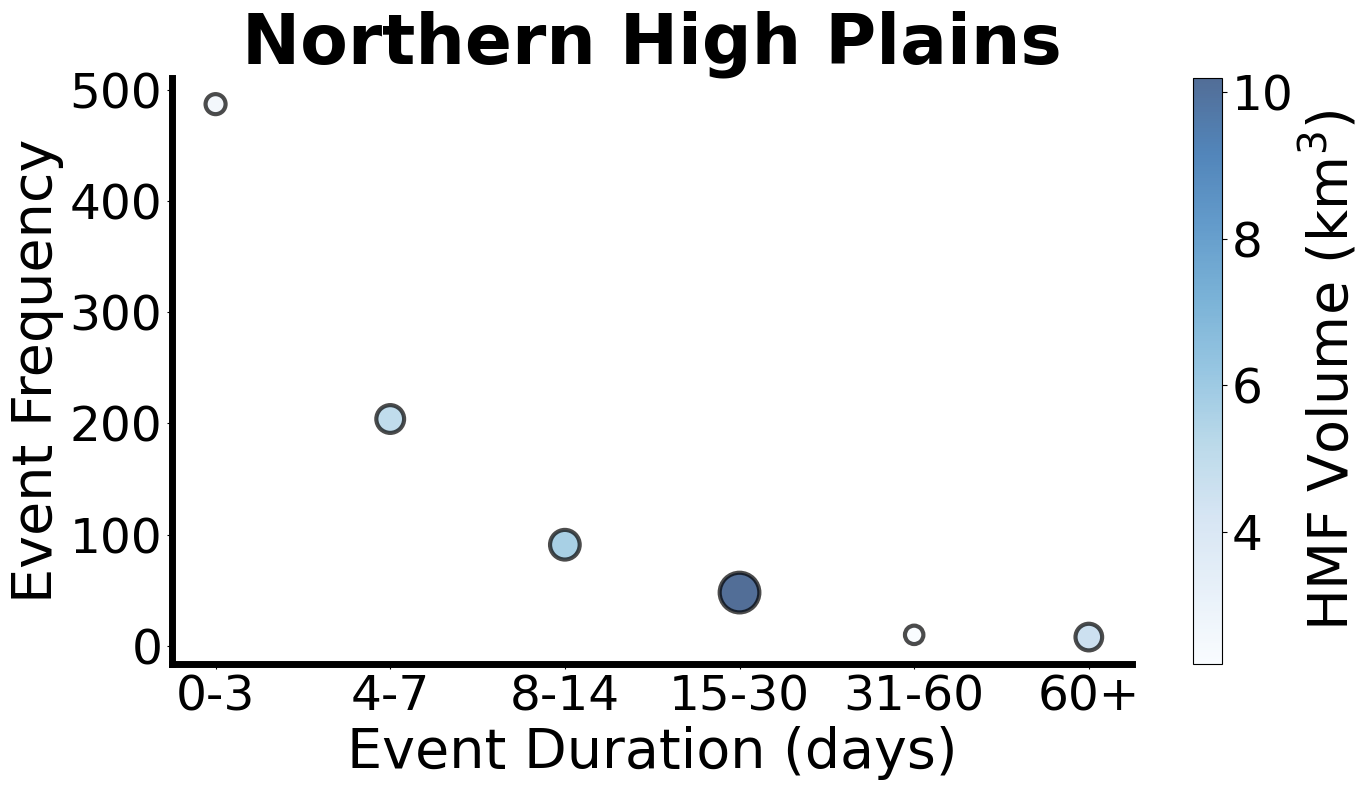 Northern High Plains
Event Frequency
500
400
300
200
100
0
0-3 4-7 8-14 15-30 31-60 60+
Event Duration (days)
10
8
6
4
HMF Volume (km³)